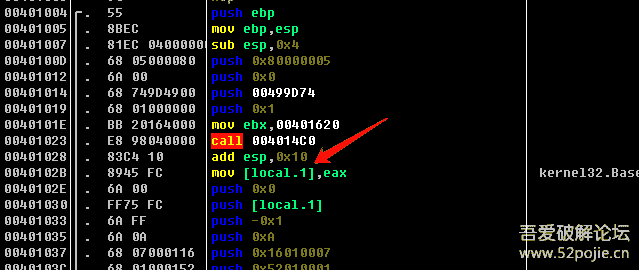 00401004 . 55 push ebp
00401005 . 8BEC mov ebp,esp
00401007 . 81EC 04000000 sub esp,0x4
0040100D . 68 05000080 push 0x80000005
00401012 . 6A 00 push 0x0
00401014 . 68 749D4900 push 00499D74
00401019 . 68 01000000 push 0x1
0040101E . BB 20164000 mov ebx,00401620
00401023 . E8 98040000 call 004014C0
00401028 . 83C4 10 add esp,0x10
0040102B . 8945 FC mov [local.1],eax kernel32.Base
0040102E . 6A 00 push 0x0
00401030 . FF75 FC push [local.1]
00401033 . 6A FF push -0x1
00401035 . 6A 0A push 0xA
00401037 . 68 07000116 push 0x16010007
0040103C . 68 01000152 push 0x52010001
吾爱破解论坛
www.52pojie.cn